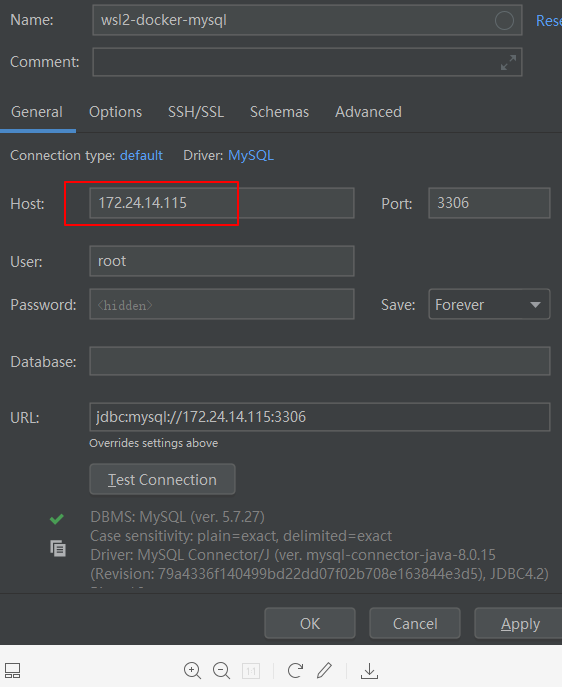 Name: wsl2-docker-mysql Rese
Comment:
General Options SSH/SSL Schemas Advanced
Connection type: default Driver: MySQL
Host: 172.24.14.115 Port: 3306
User: root
Password: <hidden> Save: Forever
Database:
URL: jdbc:mysql://172.24.14.115:3306
Overrides settings above
Test Connection
DBMS: MySQL (ver. 5.7.27)
Case sensitivity: plain=exact, delimited=exact
Driver: MySQL Connector/J (ver. mysql-connector-java-8.0.15
(Revision: 79a4336f140499bd22dd07f02b708e163844e3d5), JDBC4.2)
OK Cancel Apply
1:1